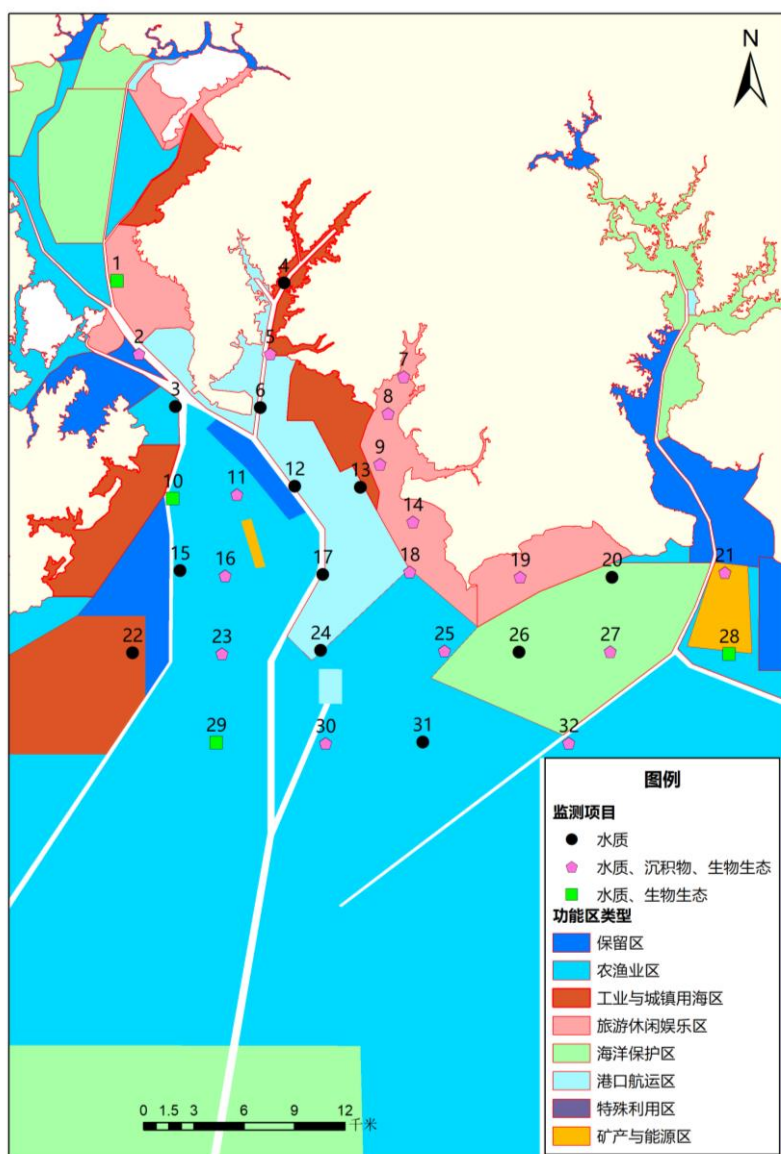 N
1
4
2
5
3
6
7
8
9
10
11
12
13
14
15
16
17
18
19
20
21
22
23
24
25
26
27
28
29
30
31
32
图例
监测项目
水质
水质、沉积物、生物生态
水质、生物生态
功能区类型
保留区
农渔业区
工业与城镇用海区
旅游休闲娱乐区
海洋保护区
港口航运区
特殊利用区
矿产与能源区
0 1.5 3 6 9 12
千米